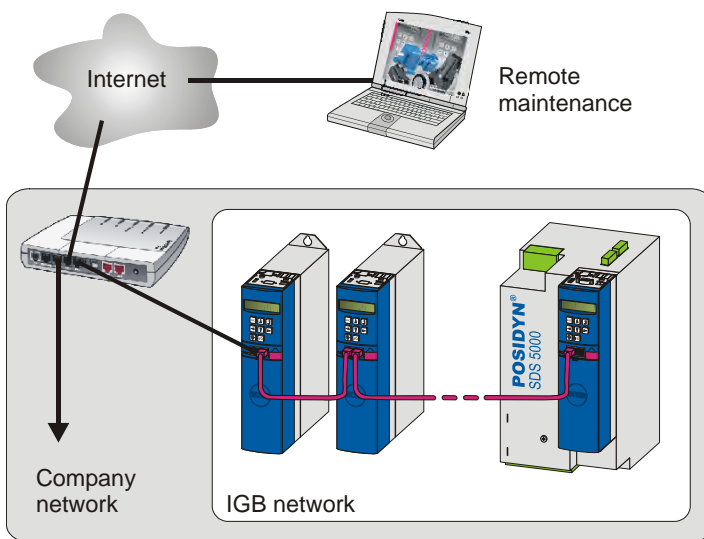 Internet
Remote
maintenance
POSIDYN®
SDS 5000
Company
network
IGB network